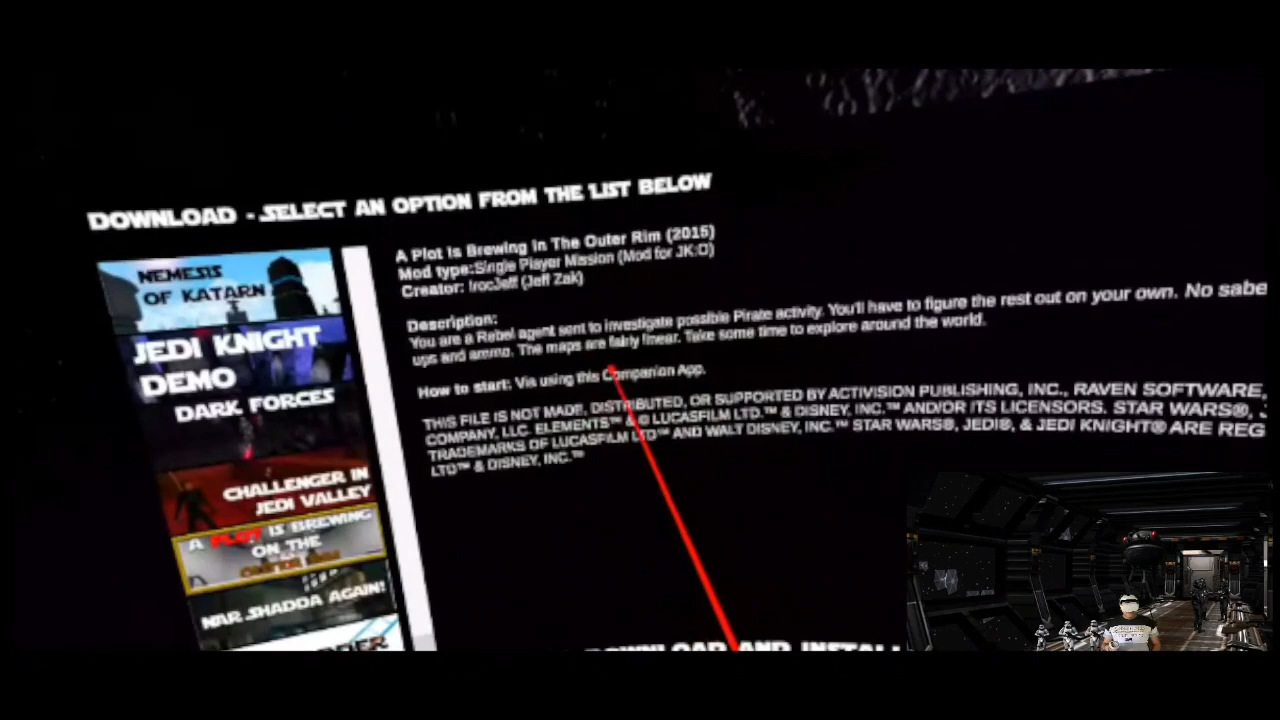 DOWNLOAD - SELECT AN OPTION FROM THE LIST BELOW
NEMESIS
OF KATARN
JEDI KNIGHT
DEMO
DARK FORCES
CHALLENGER IN
JEDI VALLEY
A PLOT IS BREWING
ON THE
OUTER RIM
NAR SHADDA AGAIN!
A Plot Is Brewing In The Outer Rim (2015)
Mod type:Single Player Mission (Mod for JK:O)
Creator: IrocJeff (Jeff Zak)
Description:
You are a Rebel agent sent to investigate possible Pirate activity. You'll have to figure the rest out on your own. No sabe
ups and ammo. The maps are fairly linear. Take some time to explore around the world.
How to start: Via using this Companion App.
THIS FILE IS NOT MADE, DISTRIBUTED, OR SUPPORTED BY ACTIVISION PUBLISHING, INC., RAVEN SOFTWARE,
COMPANY, LLC. ELEMENTS™ & © LUCASFILM LTD.™ & DISNEY, INC.™ AND/OR ITS LICENSORS. STAR WARS®, J
TRADEMARKS OF LUCASFILM LTD™ AND WALT DISNEY, INC.™ STAR WARS®, JEDI®, & JEDI KNIGHT® ARE REG
LTD™ & DISNEY, INC.™
DOWNLOAD AND INSTALL